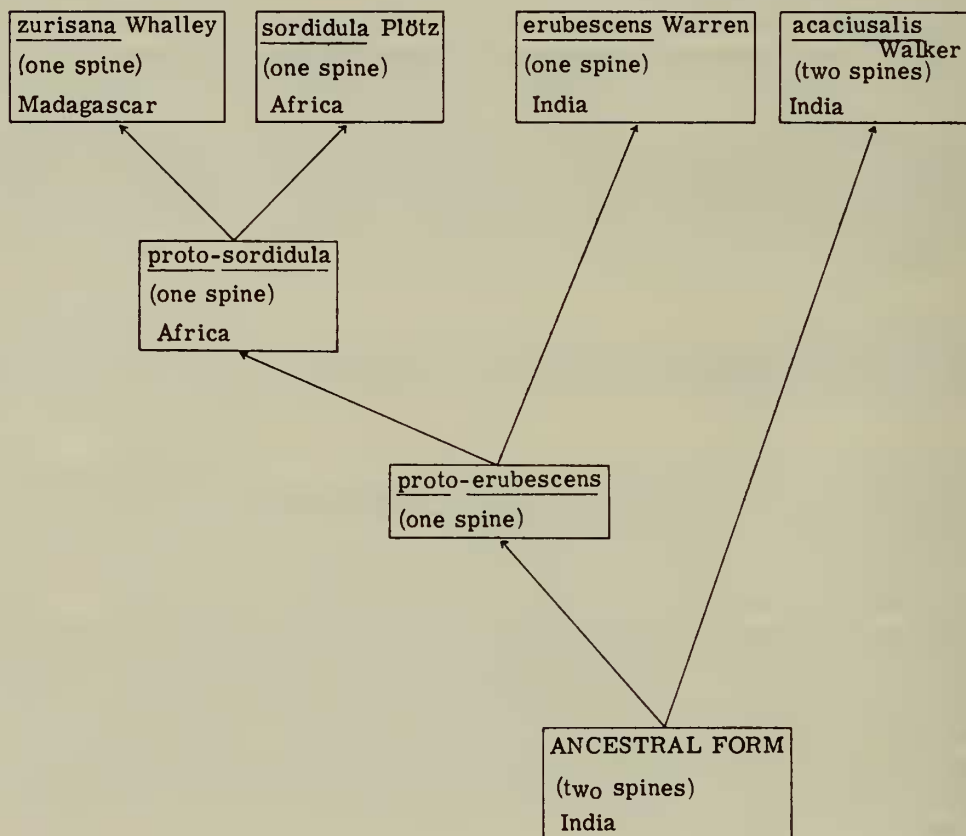 zurisana Whalley
(one spine)
Madagascar
sordidula Plötz
(one spine)
Africa
erubescens Warren
(one spine)
India
acaciusalis
Walker
(two spines)
India
proto-sordidula
(one spine)
Africa
proto-erubescens
(one spine)
ANCESTRAL FORM
(two spines)
India